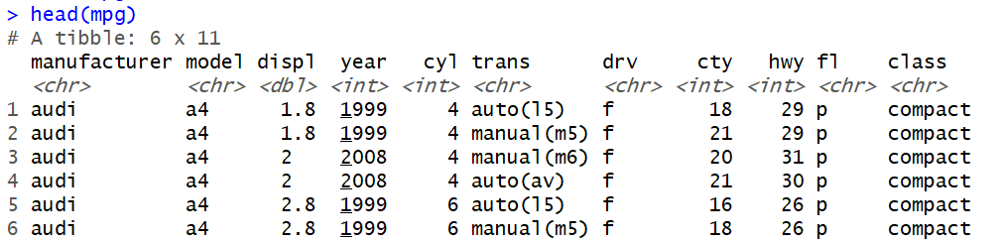 > head(mpg)
# A tibble: 6 x 11
  manufacturer model displ  year   cyl trans      drv     cty   hwy fl    class
  <chr>        <chr> <dbl> <int> <int> <chr>      <chr> <int> <int> <chr> <chr>
1 audi         a4      1.8  1999     4 auto(l5)   f        18    29 p     compact
2 audi         a4      1.8  1999     4 manual(m5) f        21    29 p     compact
3 audi         a4      2    2008     4 manual(m6) f        20    31 p     compact
4 audi         a4      2    2008     4 auto(av)   f        21    30 p     compact
5 audi         a4      2.8  1999     6 auto(l5)   f        16    26 p     compact
6 audi         a4      2.8  1999     6 manual(m5) f        18    26 p     compact